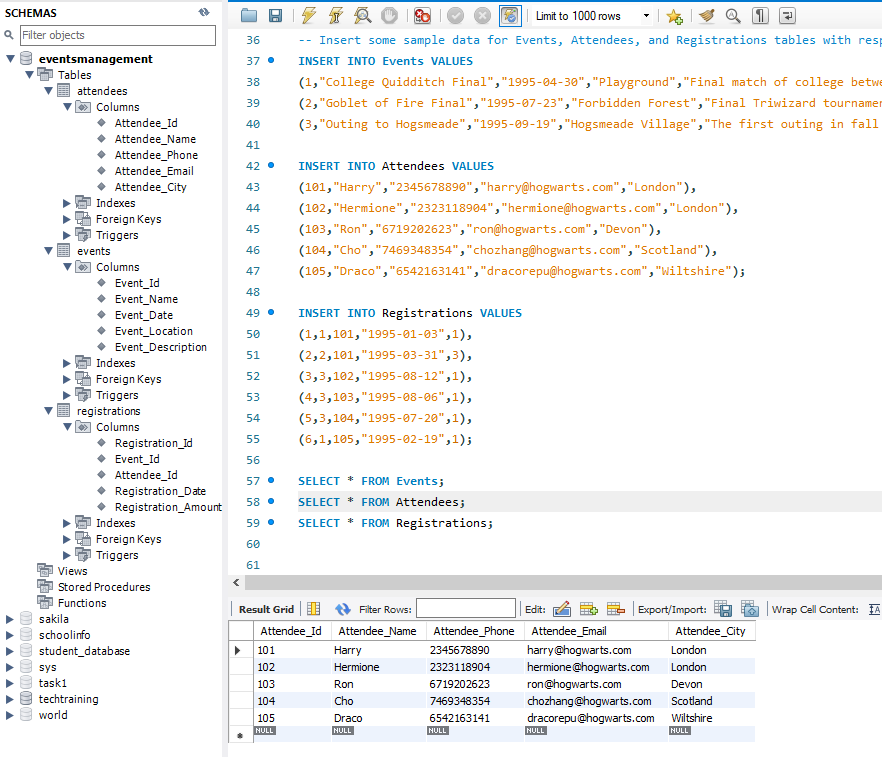 SCHEMAS
Filter objects
eventsmanagement
Tables
attendees
Columns
Attendee_Id
Attendee_Name
Attendee_Phone
Attendee_Email
Attendee_City
Indexes
Foreign Keys
Triggers
events
Columns
Event_Id
Event_Name
Event_Date
Event_Location
Event_Description
Indexes
Foreign Keys
Triggers
registrations
Columns
Registration_Id
Event_Id
Attendee_Id
Registration_Date
Registration_Amount
Indexes
Foreign Keys
Triggers
Views
Stored Procedures
Functions
sakila
schoolinfo
student_database
sys
task1
techtraining
world
Limit to 1000 rows
36 -- Insert some sample data for Events, Attendees, and Registrations tables with resp
37 INSERT INTO Events VALUES
38 (1,"College Quidditch Final","1995-04-30","Playground","Final match of college betwe
39 (2,"Goblet of Fire Final","1995-07-23","Forbidden Forest","Final Triwizard tournamen
40 (3,"Outing to Hogsmeade","1995-09-19","Hogsmeade Village","The first outing in fall
41
42 INSERT INTO Attendees VALUES
43 (101,"Harry","2345678890","harry@hogwarts.com","London"),
44 (102,"Hermione","2323118904","hermione@hogwarts.com","London"),
45 (103,"Ron","6719202623","ron@hogwarts.com","Devon"),
46 (104,"Cho","7469348354","chozhang@hogwarts.com","Scotland"),
47 (105,"Draco","6542163141","dracorepu@hogwarts.com","Wiltshire");
48
49 INSERT INTO Registrations VALUES
50 (1,1,101,"1995-01-03",1),
51 (2,2,101,"1995-03-31",3),
52 (3,3,102,"1995-08-12",1),
53 (4,3,103,"1995-08-06",1),
54 (5,3,104,"1995-07-20",1),
55 (6,1,105,"1995-02-19",1);
56
57 SELECT * FROM Events;
58 SELECT * FROM Attendees;
59 SELECT * FROM Registrations;
60
61
Result Grid Filter Rows: Edit: Export/Import: Wrap Cell Content:
Attendee_Id Attendee_Name Attendee_Phone Attendee_Email Attendee_City
101 Harry 2345678890 harry@hogwarts.com London
102 Hermione 2323118904 hermione@hogwarts.com London
103 Ron 6719202623 ron@hogwarts.com Devon
104 Cho 7469348354 chozhang@hogwarts.com Scotland
105 Draco 6542163141 dracorepu@hogwarts.com Wiltshire
NULL NULL NULL NULL NULL